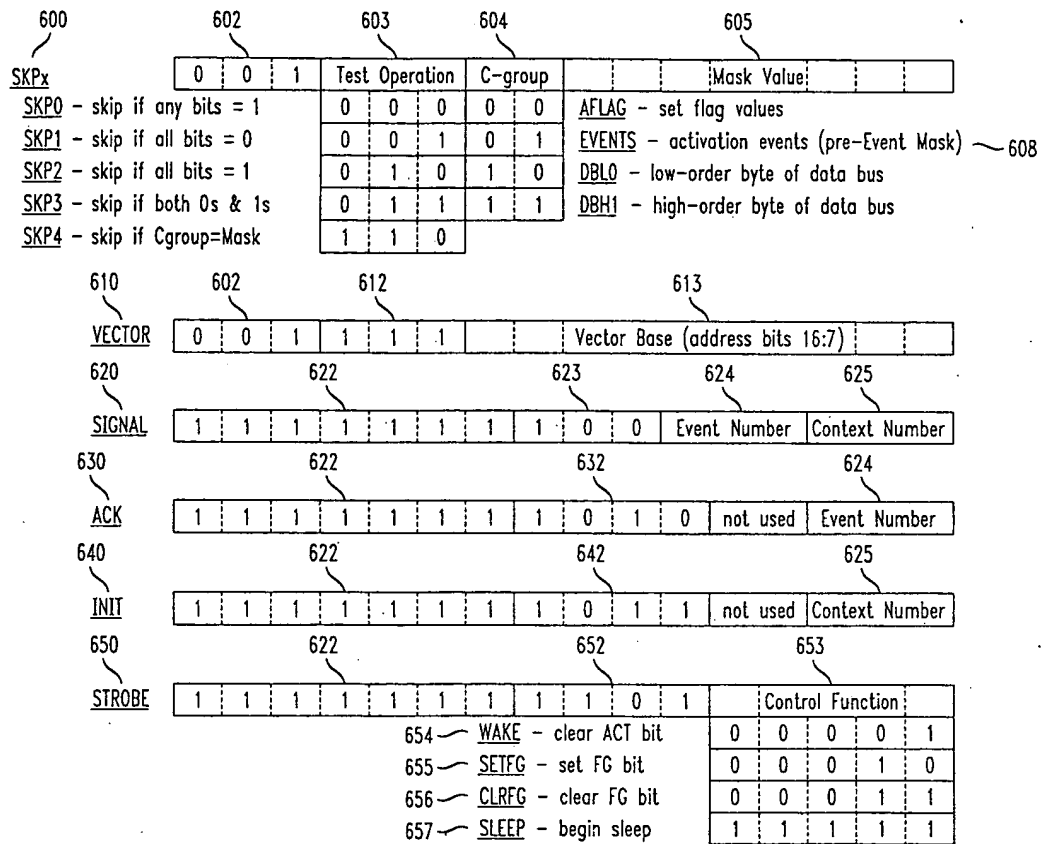 600 602 603 604 605
SKPx 0 0 1 Test Operation C-group Mask Value
SKP0 - skip if any bits = 1 0 0 0 0 0 AFLAG - set flag values
SKP1 - skip if all bits = 0 0 0 1 0 1 EVENTS - activation events (pre-Event Mask) 608
SKP2 - skip if all bits = 1 0 1 0 1 0 DBLO - low-order byte of data bus
SKP3 - skip if both 0s & 1s 0 1 1 1 1 DBH1 - high-order byte of data bus
SKP4 - skip if Cgroup=Mask 1 1 0
610 602 612 613
VECTOR 0 0 1 1 1 1 Vector Base (address bits 16:7)
620 622 623 624 625
SIGNAL 1 1 1 1 1 1 1 1 0 0 Event Number Context Number
630 622 632 624
ACK 1 1 1 1 1 1 1 1 0 1 0 not used Event Number
640 622 642 625
INIT 1 1 1 1 1 1 1 1 0 1 1 not used Context Number
650 622 652 653
STROBE 1 1 1 1 1 1 1 1 1 0 1 Control Function
654 WAKE - clear ACT bit 0 0 0 0 1
655 SETFG - set FG bit 0 0 0 1 0
656 CLRFG - clear FG bit 0 0 0 1 1
657 SLEEP - begin sleep 1 1 1 1 1